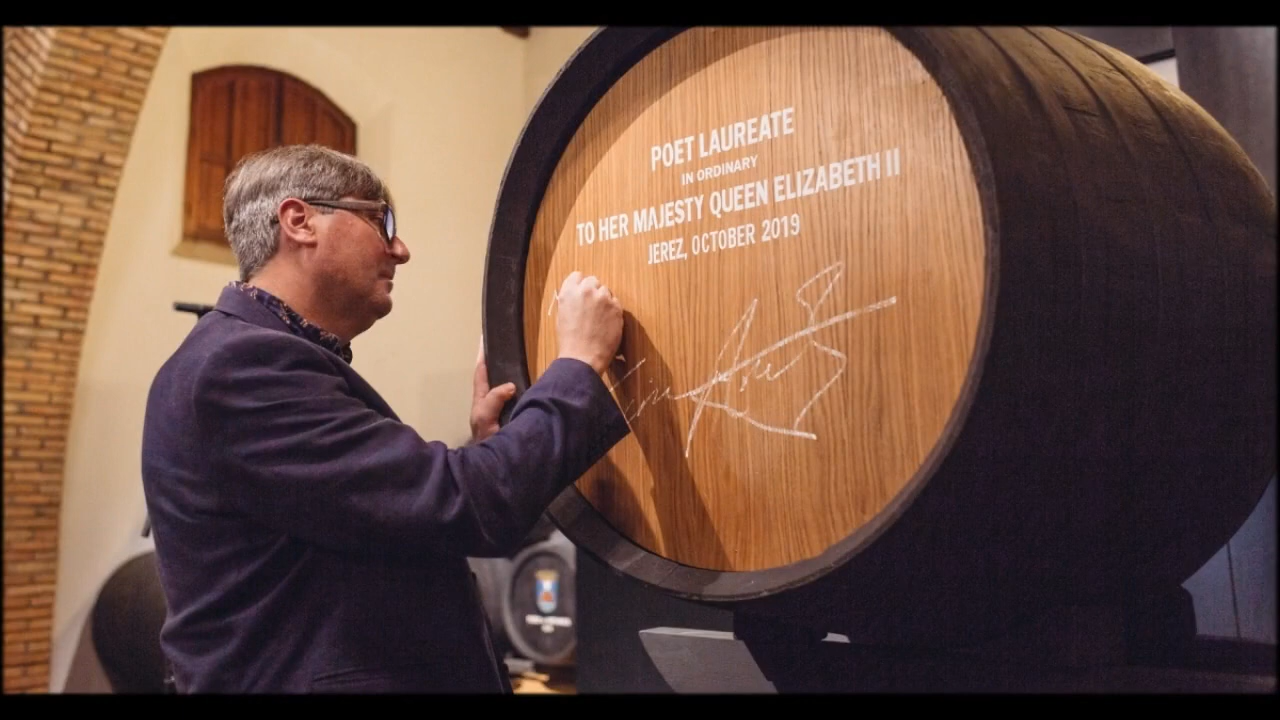 POET LAUREATE
IN ORDINARY
TO HER MAJESTY QUEEN ELIZABETH II
JEREZ, OCTOBER 2019